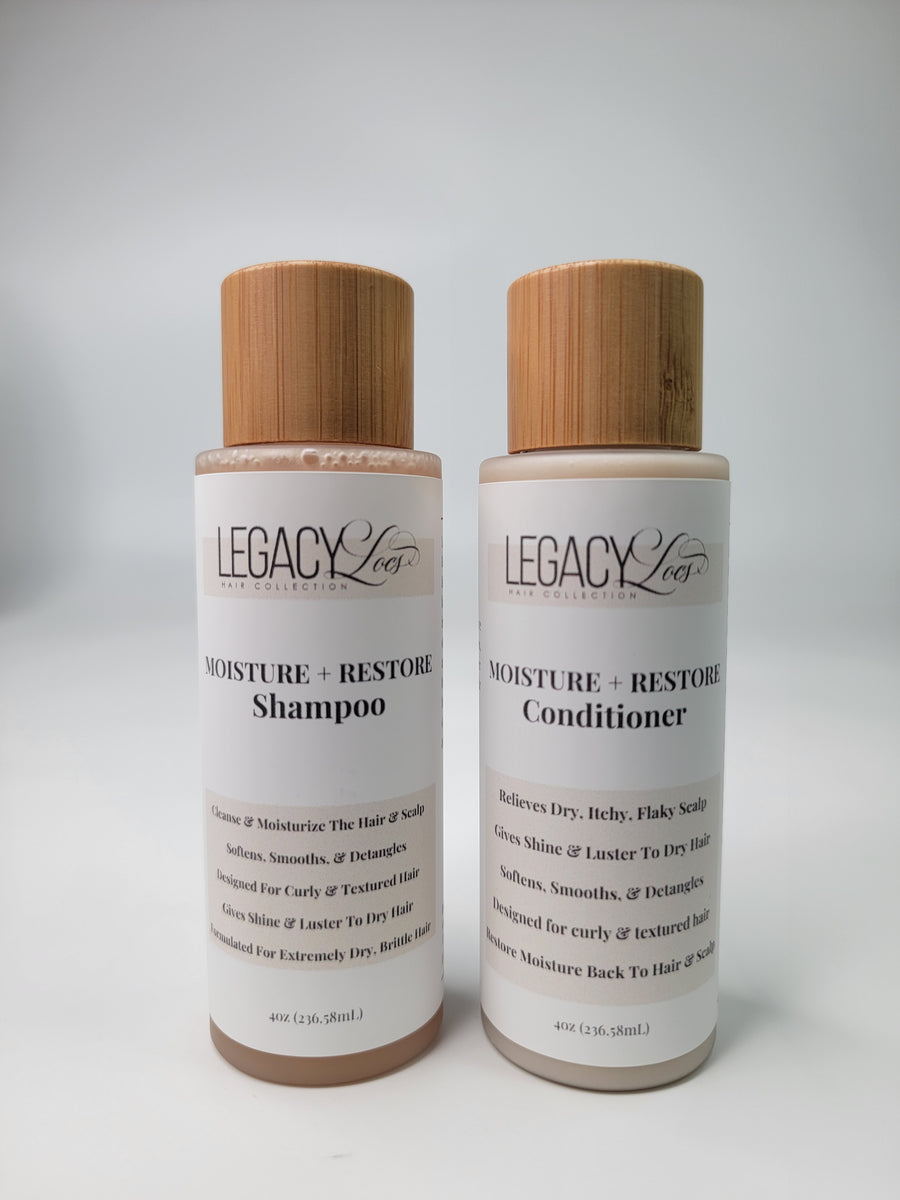 LEGACY Locs
HAIR COLLECTION
MOISTURE + RESTORE
Shampoo
Cleanse & Moisturize The Hair & Scalp
Softens, Smooths, & Detangles
Designed For Curly & Textured Hair
Gives Shine & Luster To Dry Hair
Formulated For Extremely Dry, Brittle Hair
4oz (236.58mL)
LEGACY Locs
HAIR COLLECTION
MOISTURE + RESTORE
Conditioner
Relieves Dry, Itchy, Flaky Scalp
Gives Shine & Luster To Dry Hair
Softens, Smooths, & Detangles
Designed for curly & textured hair
Restore Moisture Back To Hair & Scalp
4oz (236.58mL)